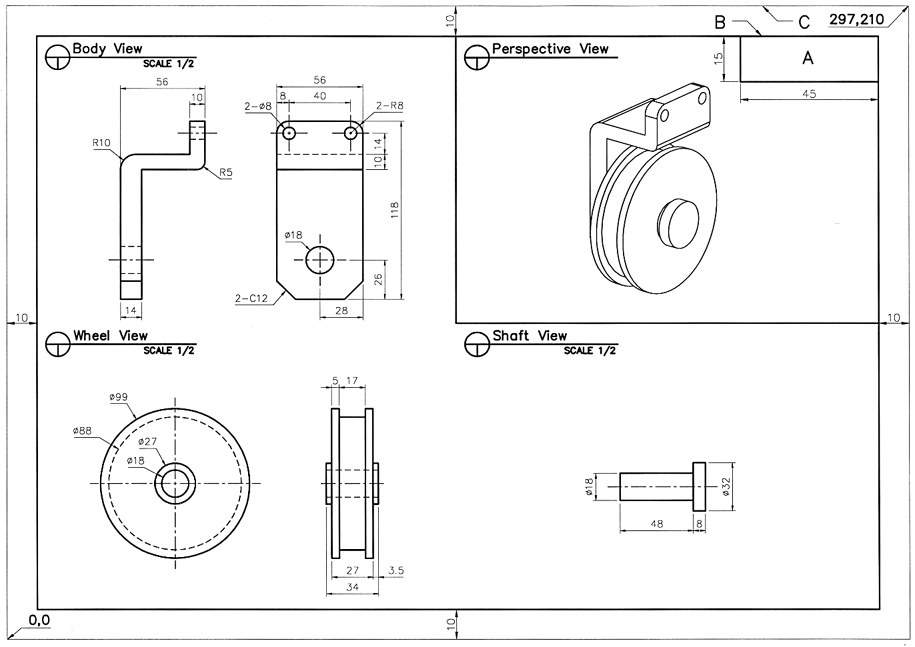 10
B
C
297,210
Body View
SCALE 1/2
Perspective View
15
A
45
56
10
R10
R5
14
56
8
40
2-ø8
2-R8
14
10
118
ø18
26
2-C12
28
10
10
Wheel View
SCALE 1/2
Shaft View
SCALE 1/2
ø99
ø88
ø27
ø18
5
17
27
3.5
34
ø18
ø32
48
8
0,0
10